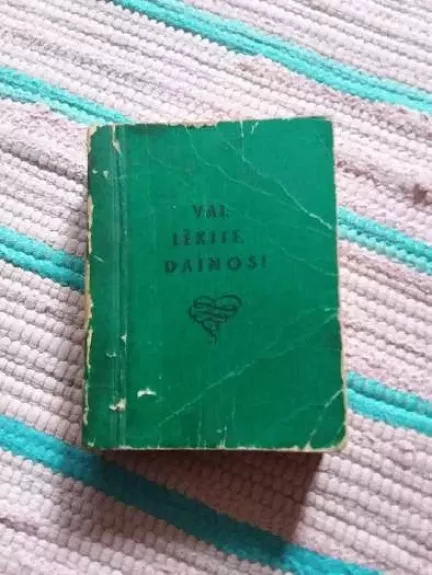 VAI,
LĖKITE,
DAINOS!